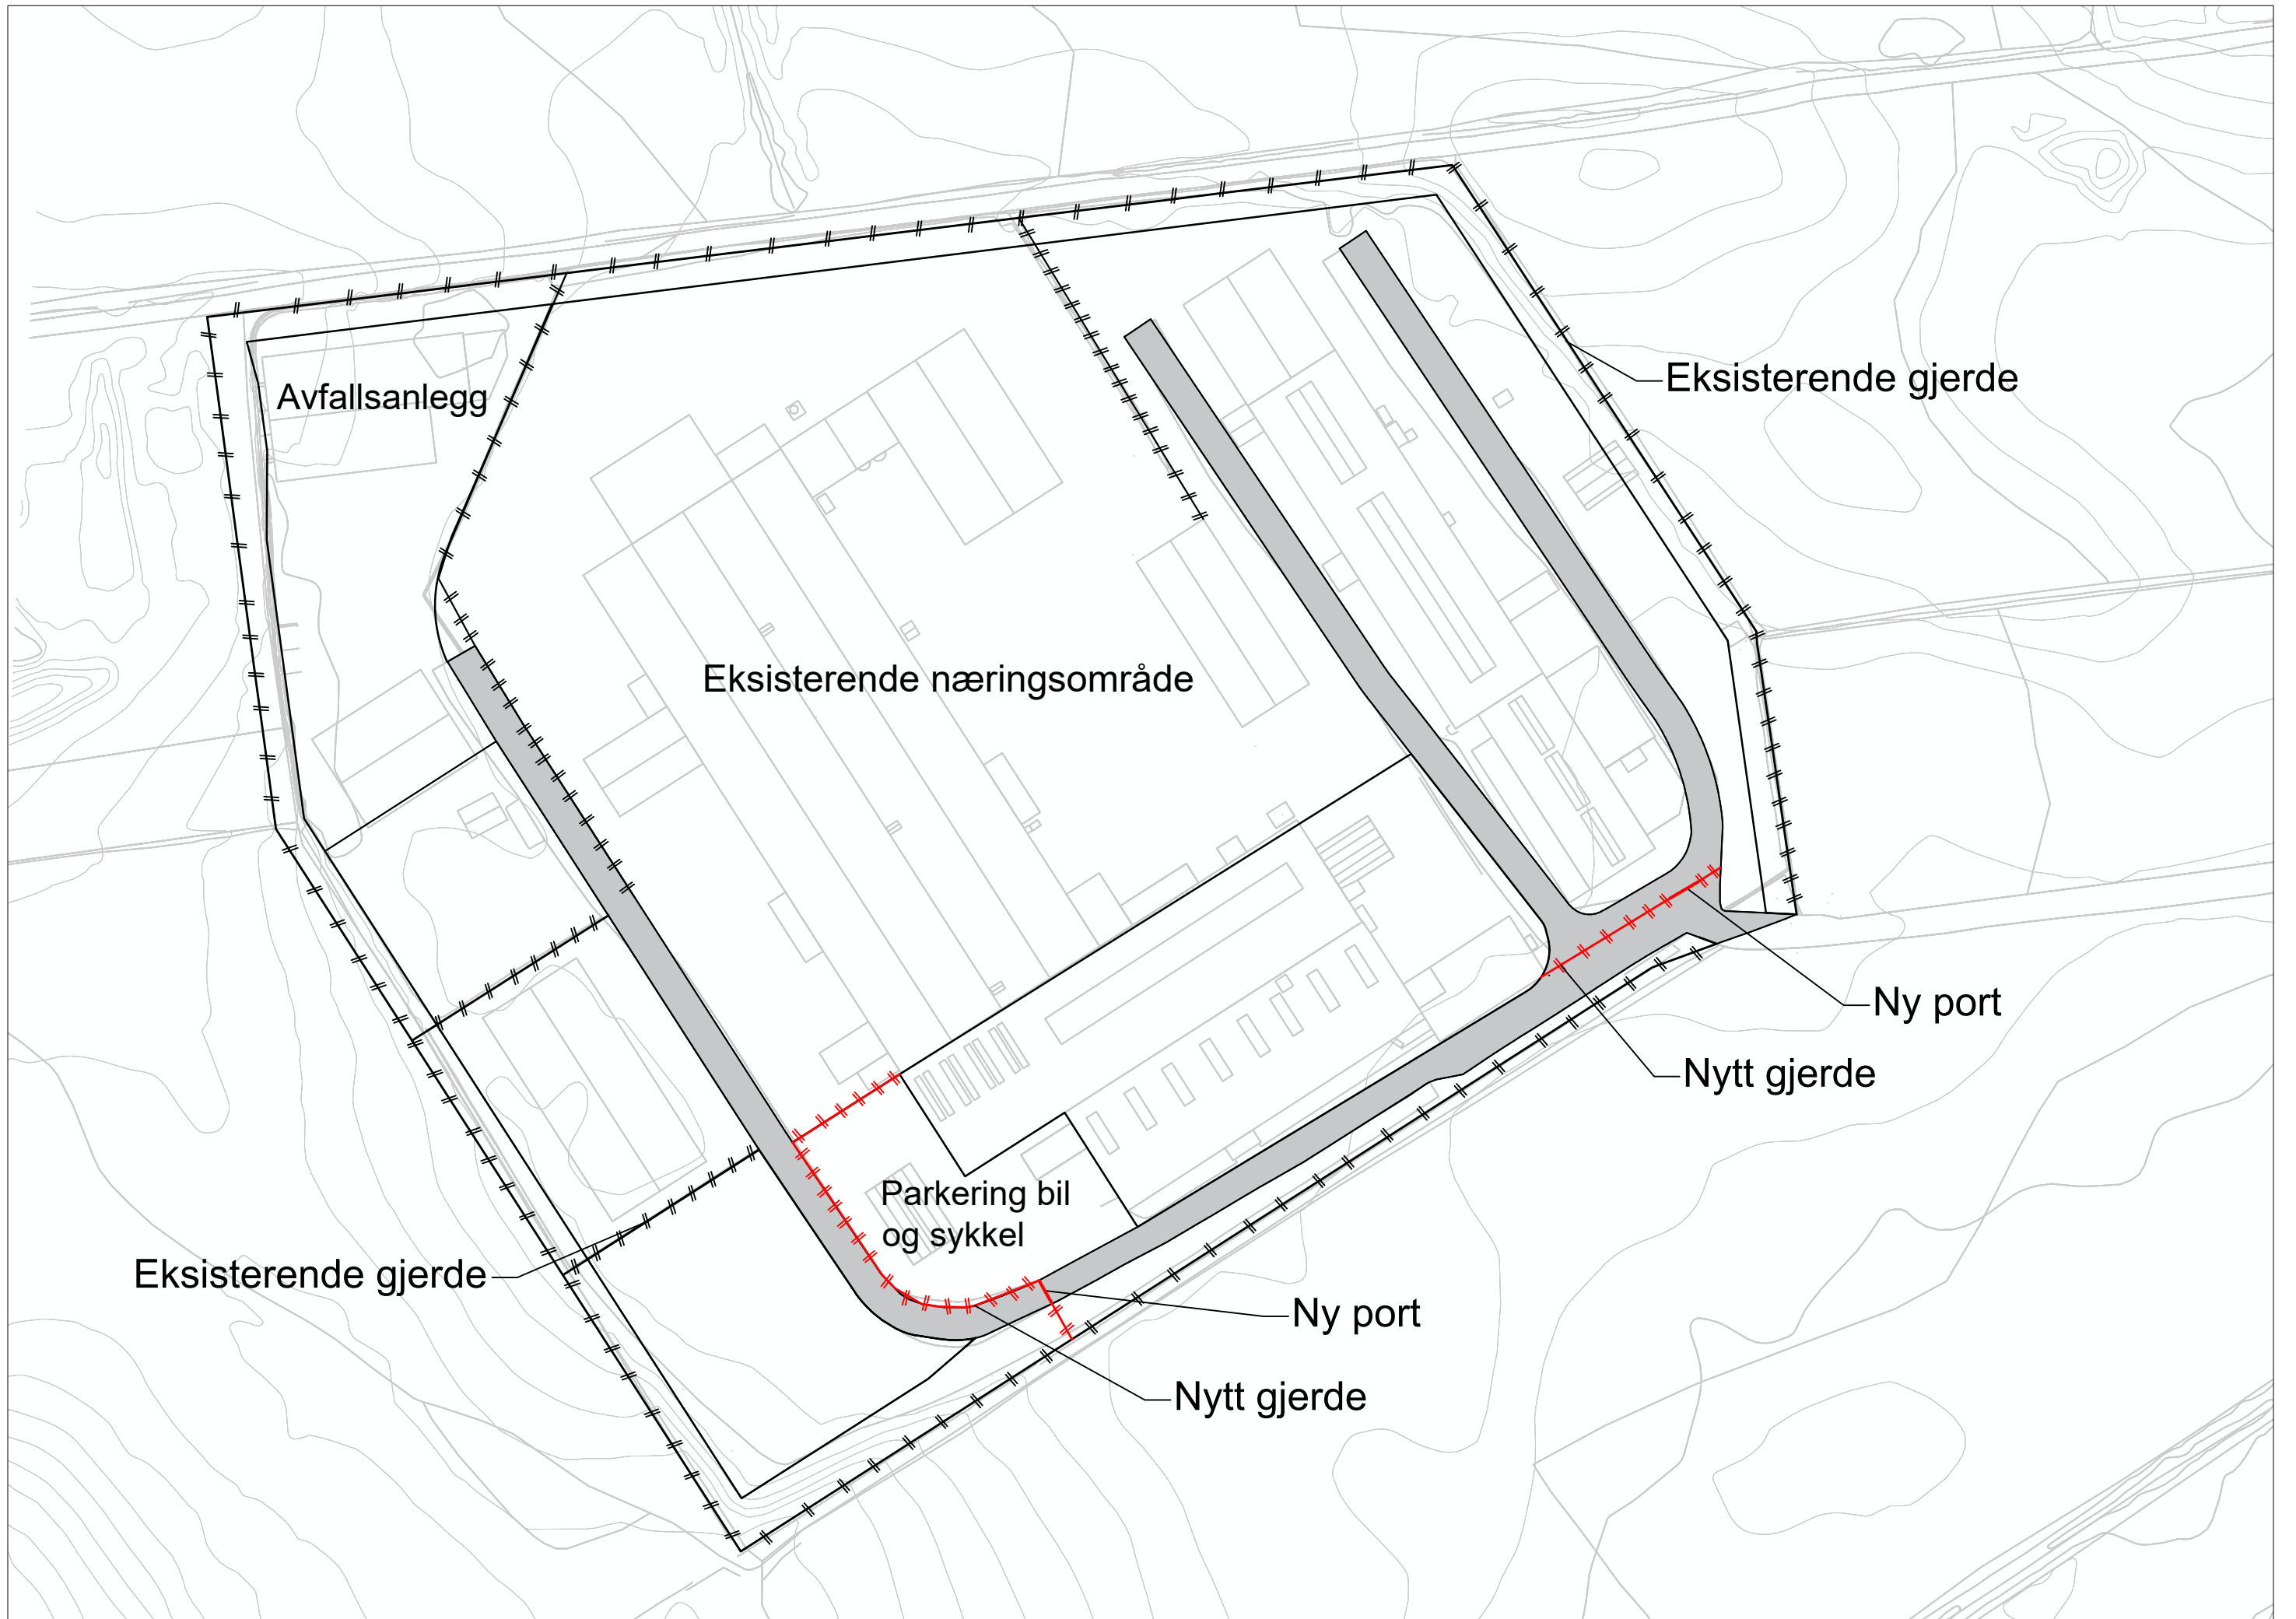 Eksisterende gjerde
Avfallsanlegg
Eksisterende næringsområde
Ny port
Nytt gjerde
Parkering bil
og sykkel
Eksisterende gjerde
Ny port
Nytt gjerde